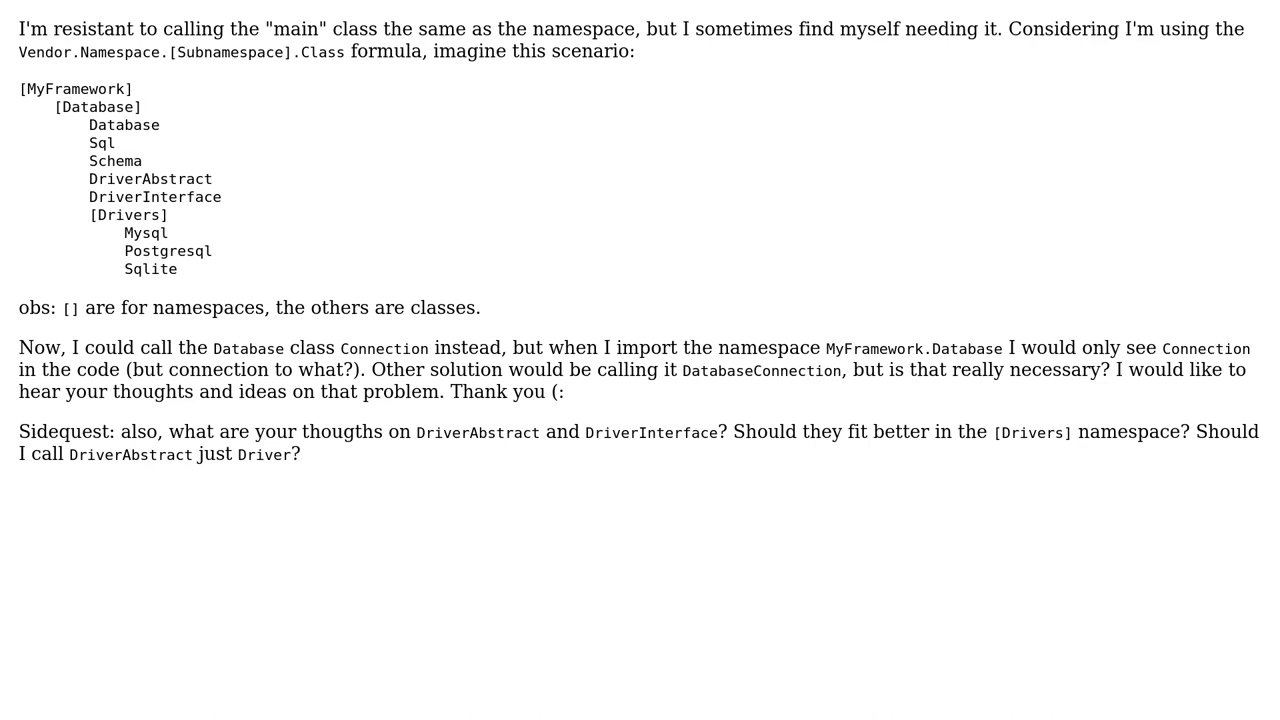 I'm resistant to calling the "main" class the same as the namespace, but I sometimes find myself needing it. Considering I'm using the
Vendor.Namespace.[Subnamespace].Class formula, imagine this scenario:
[MyFramework]
    [Database]
        Database
        Sql
        Schema
        DriverAbstract
        DriverInterface
        [Drivers]
            Mysql
            Postgresql
            Sqlite
obs: [] are for namespaces, the others are classes.
Now, I could call the Database class Connection instead, but when I import the namespace MyFramework.Database I would only see Connection
in the code (but connection to what?). Other solution would be calling it DatabaseConnection, but is that really necessary? I would like to
hear your thoughts and ideas on that problem. Thank you (:
Sidequest: also, what are your thougths on DriverAbstract and DriverInterface? Should they fit better in the [Drivers] namespace? Should
I call DriverAbstract just Driver?